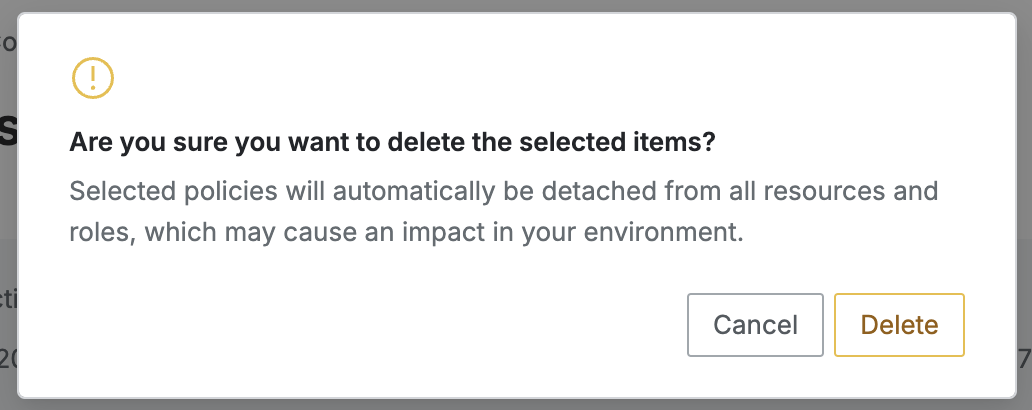 Are you sure you want to delete the selected items?
Selected policies will automatically be detached from all resources and
roles, which may cause an impact in your environment.
Cancel
Delete